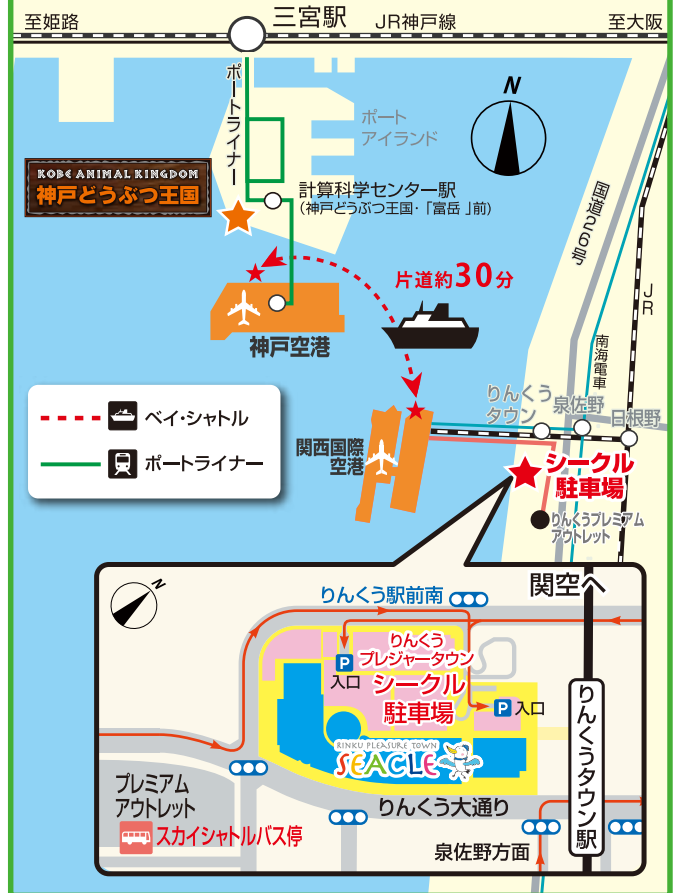 三宮駅
至姫路
JR神戸線
至大阪
ポートライナー
ポート
アイランド
N
KOBE ANIMAL KINGDOM
神戸どうぶつ王国
計算科学センター駅
(神戸どうぶつ王国・「富岳」前)
国道26号
片道約30分
JR
神戸空港
南海電車
ベイ・シャトル
ポートライナー
りんくう
タウン
泉佐野
日根野
関西国際
空港
シークル
駐車場
りんくうプレミアム
アウトレット
N
関空へ
りんくう駅前南
りんくう
プレジャータウン
シークル
駐車場
P
入口
P
入口
RINKU PLEASURE TOWN
SEACLE
りんくうタウン駅
プレミアム
アウトレット
スカイシャトルバス停
りんくう大通り
泉佐野方面